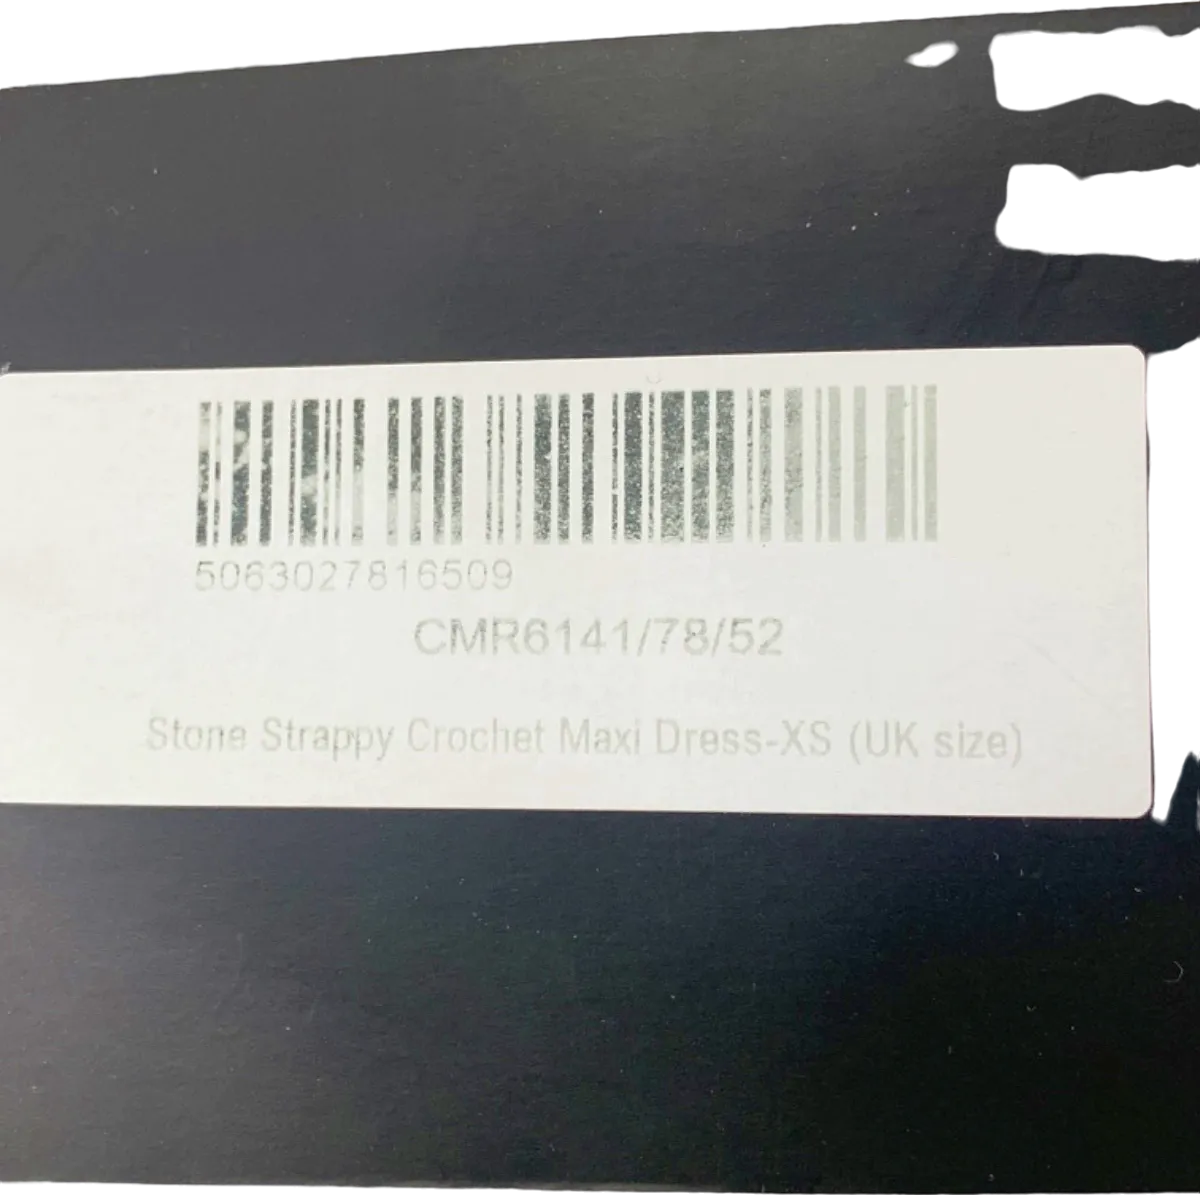 5063027816509
CMR6141/78/52
Stone Strappy Crochet Maxi Dress-XS (UK size)